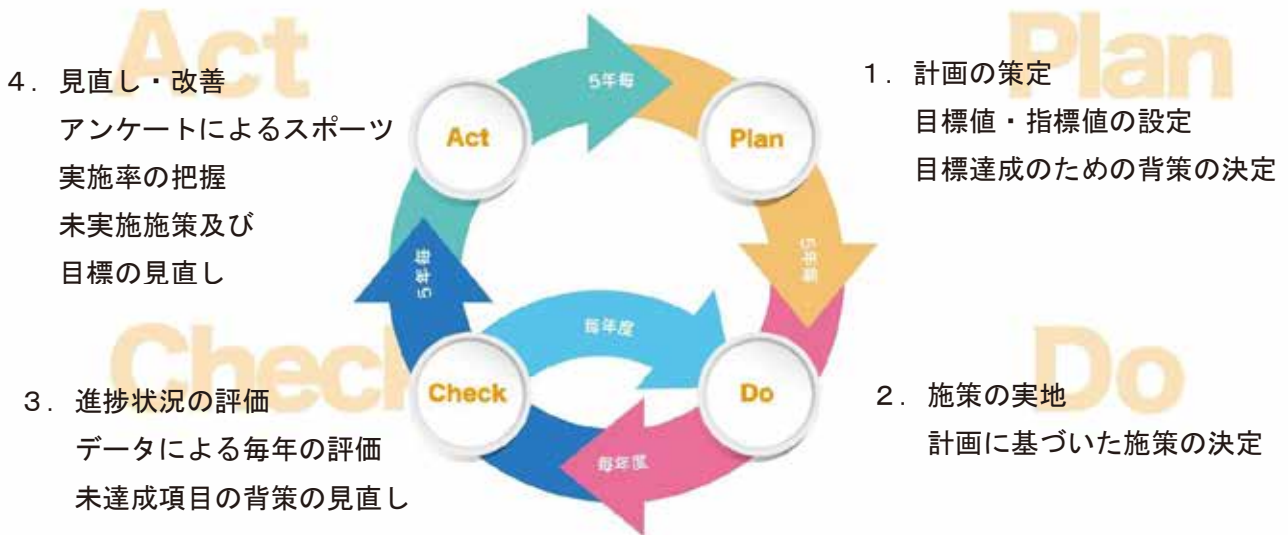 Act
4. 見直し・改善
アンケートによるスポーツ
実施率の把握
未実施施策及び
目標の見直し
Plan
1. 計画の策定
目標値・指標値の設定
目標達成のための背策の決定
Act
5年毎
Plan
5年毎
5年毎
毎年度
Check
Do
毎年度
Check
3. 進捗状況の評価
データによる毎年の評価
未達成項目の背策の見直し
Do
2. 施策の実地
計画に基づいた施策の決定